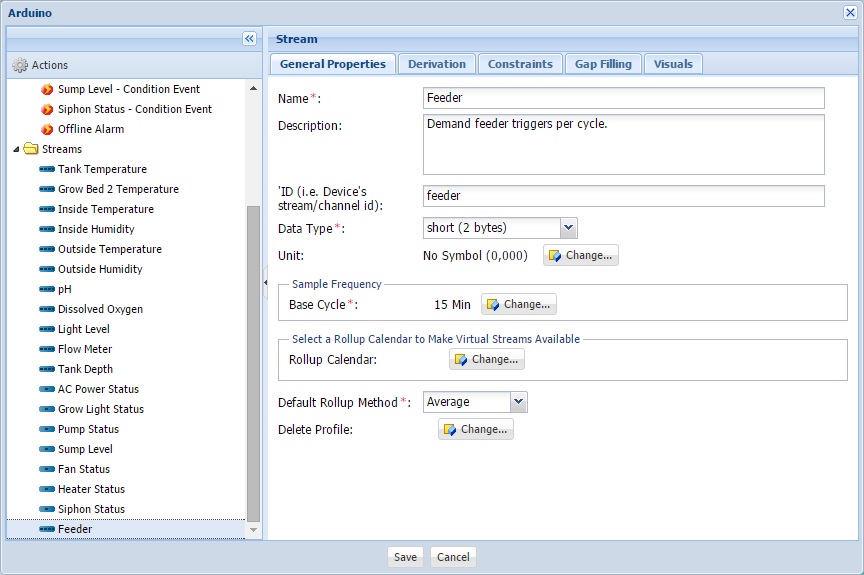 Arduino
Actions
Sump Level - Condition Event
Siphon Status - Condition Event
Offline Alarm
Streams
Tank Temperature
Grow Bed 2 Temperature
Inside Temperature
Inside Humidity
Outside Temperature
Outside Humidity
pH
Dissolved Oxygen
Light Level
Flow Meter
Tank Depth
AC Power Status
Grow Light Status
Pump Status
Sump Level
Fan Status
Heater Status
Siphon Status
Feeder
Stream
General Properties Derivation Constraints Gap Filling Visuals
Name*: Feeder
Description: Demand feeder triggers per cycle.
'ID (i.e. Device's
stream/channel id): feeder
Data Type*: short (2 bytes)
Unit: No Symbol (0,000) Change...
Sample Frequency
Base Cycle*: 15 Min Change...
Select a Rollup Calendar to Make Virtual Streams Available
Rollup Calendar: Change...
Default Rollup Method*: Average
Delete Profile: Change...
Save Cancel